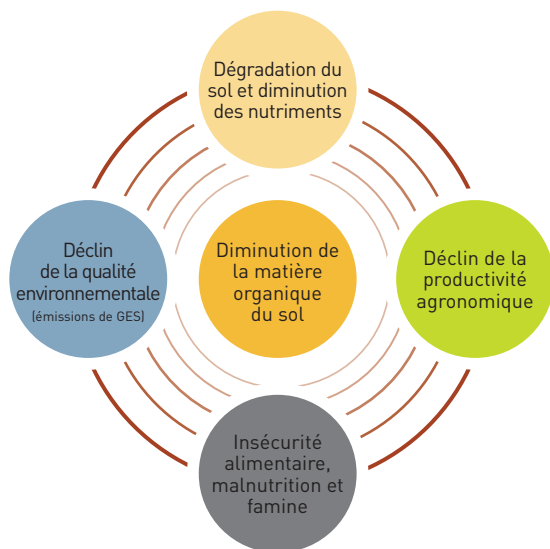 Dégradation du
sol et diminution
des nutriments
Déclin
de la qualité
environnementale
(émissions de GES)
Diminution de
la matière
organique
du sol
Déclin de la
productivité
agronomique
Insécurité
alimentaire,
malnutrition et
famine